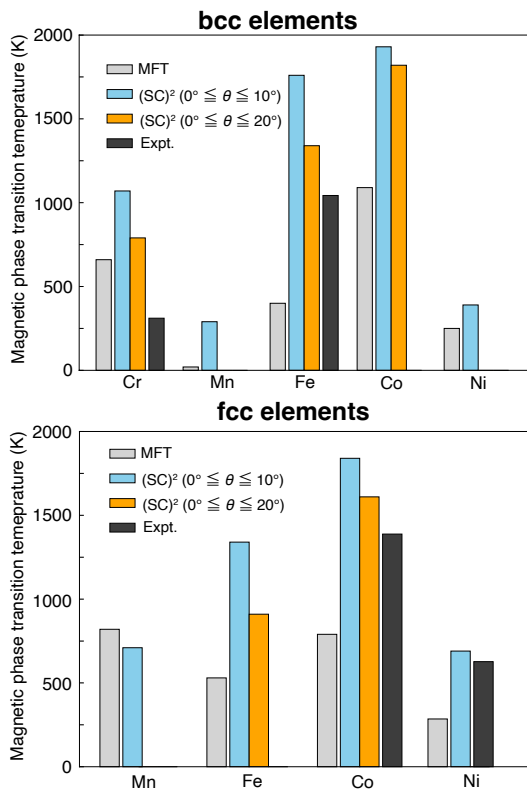 bcc elements
Magnetic phase transition temeprature (K)
2000
1500
1000
500
0
MFT
(SC)² (0° ≦ θ ≦ 10°)
(SC)² (0° ≦ θ ≦ 20°)
Expt.
Cr Mn Fe Co Ni
fcc elements
Magnetic phase transition temeprature (K)
2000
1500
1000
500
0
MFT
(SC)² (0° ≦ θ ≦ 10°)
(SC)² (0° ≦ θ ≦ 20°)
Expt.
Mn Fe Co Ni